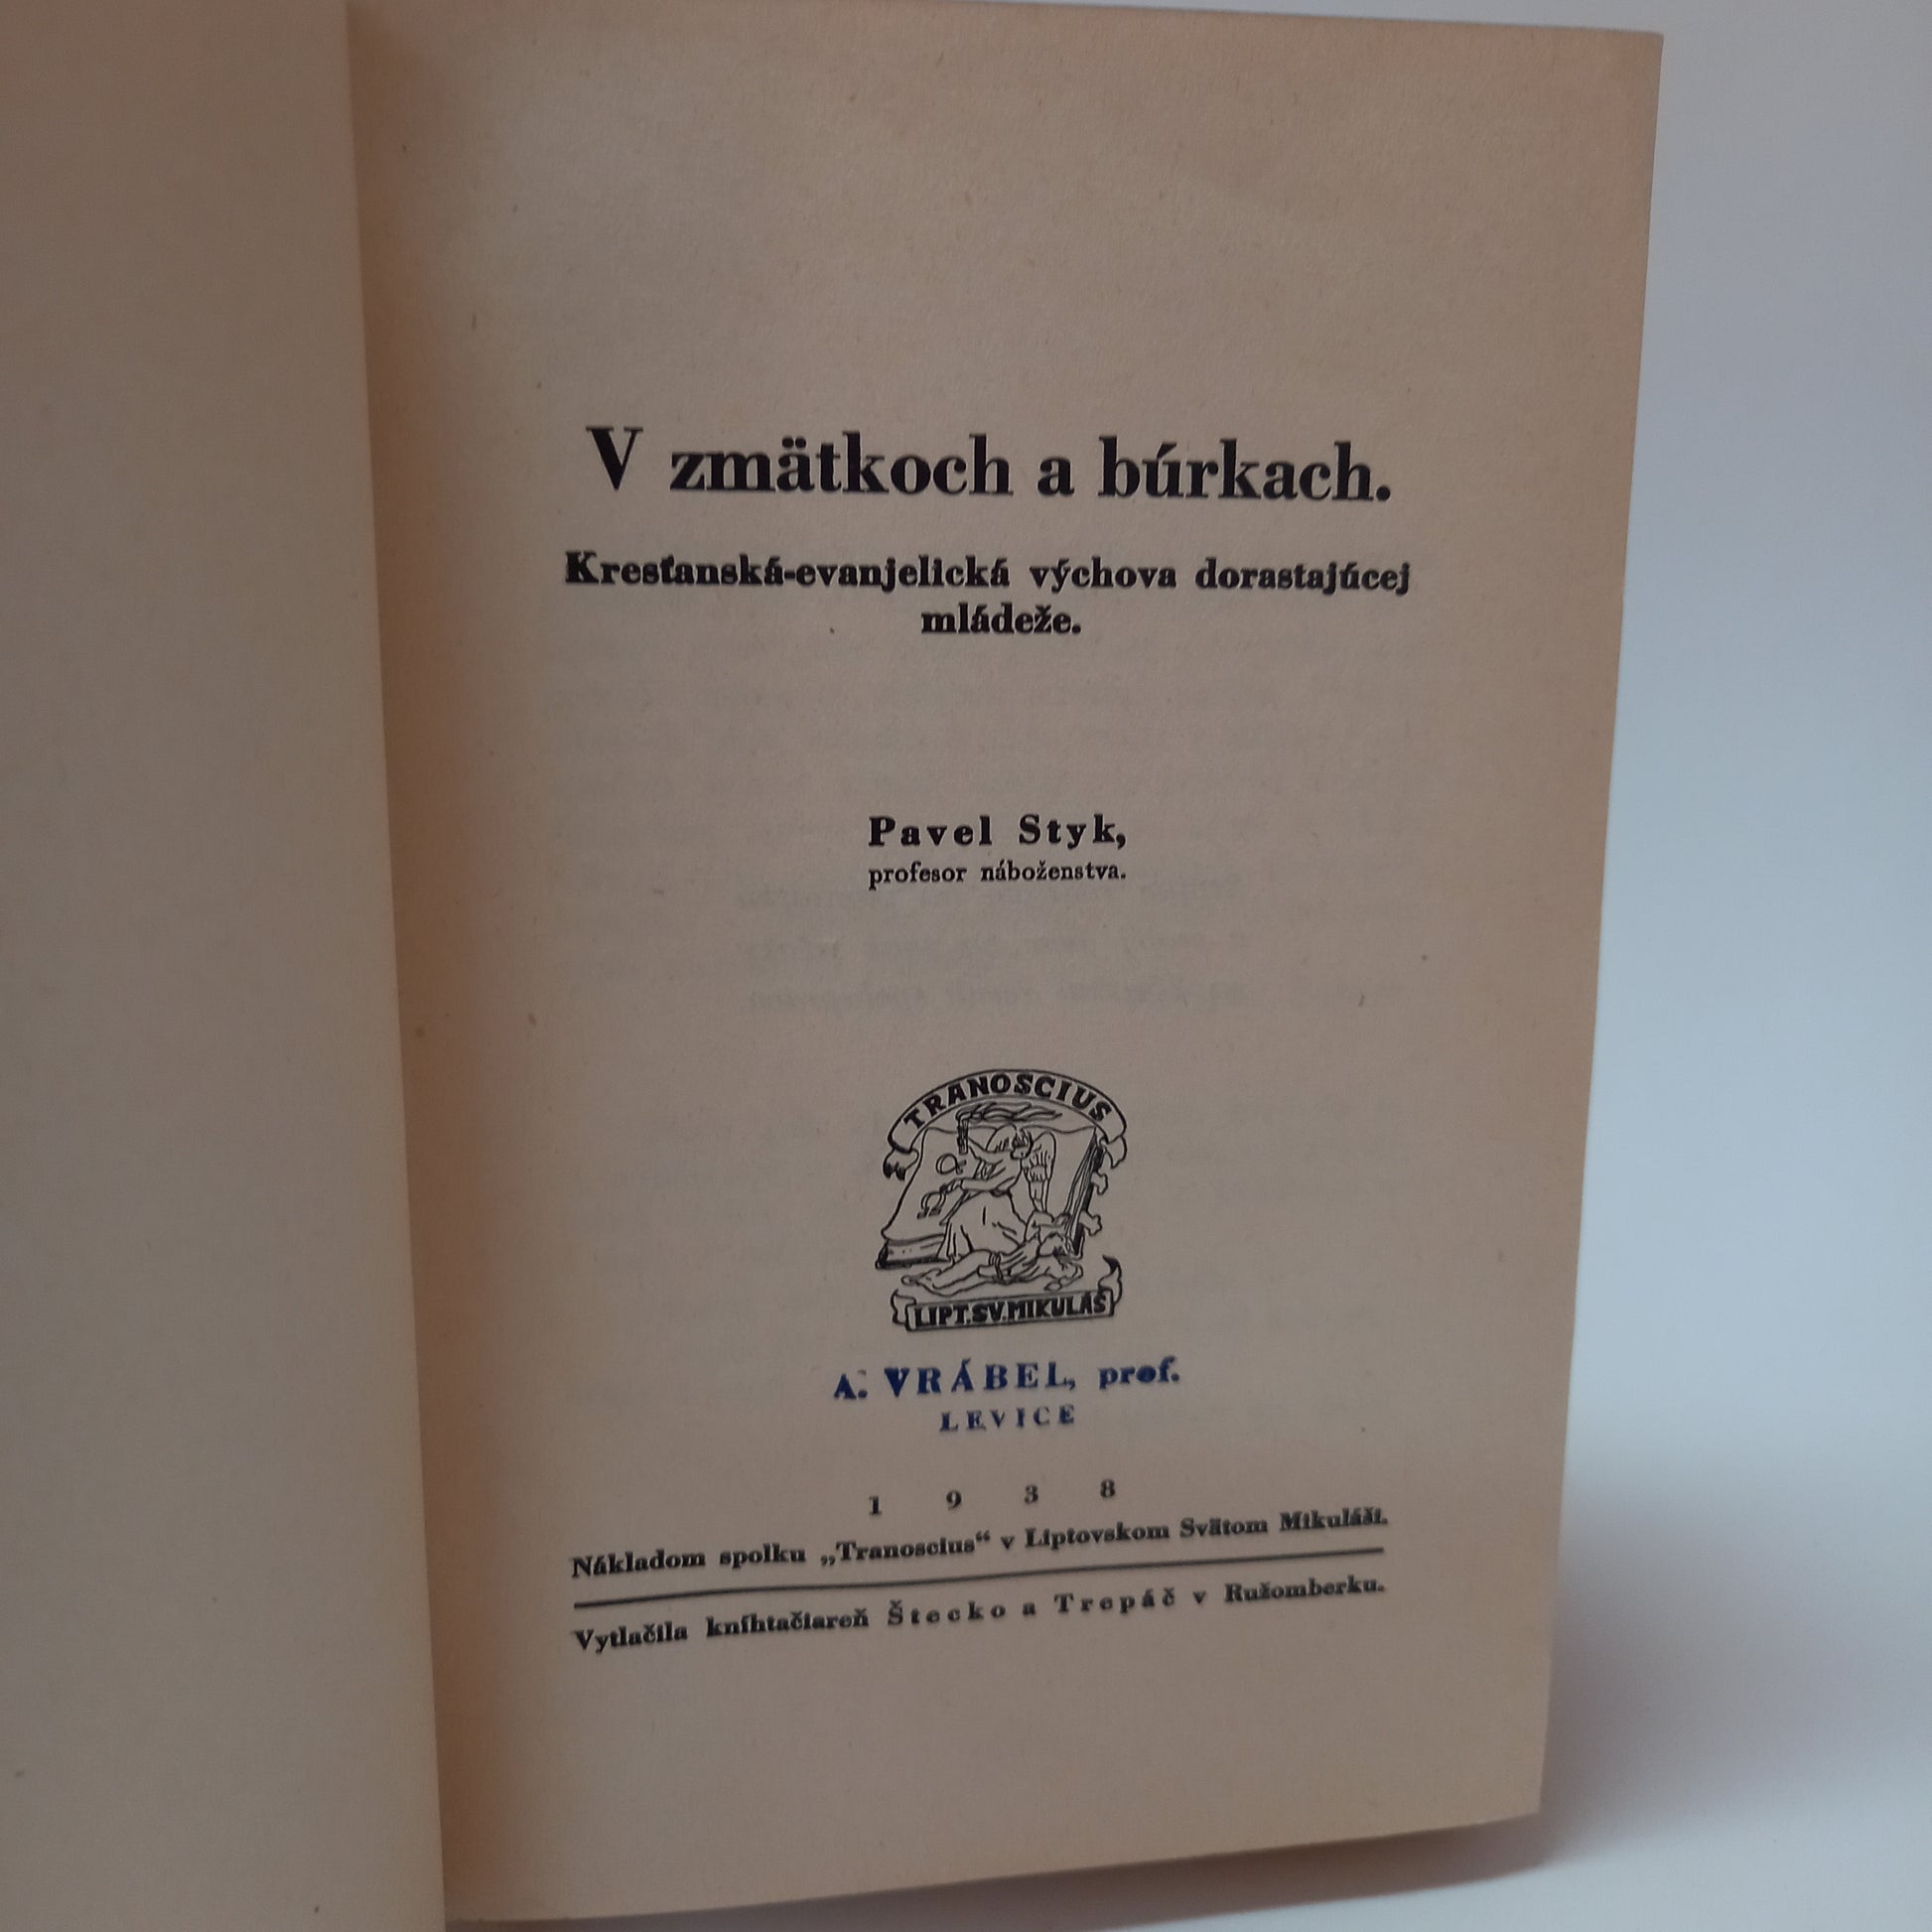 V zmätkoch a búrkach.
Kresťanská-evanjelická výchova dorastajúcej
mládeže.
Pavel Styk,
profesor náboženstva.
TRANOSCIUS
α
Ω
LIPT.SV.MIKULÁŠ
A. VRÁBEL, prof.
LEVICE
1 9 3 8
Nákladom spolku „Tranoscius“ v Liptovskom Svätom Mikuláši.
Vytlačila kníhtačiareň Štecko a Trepáč v Ružomberku.